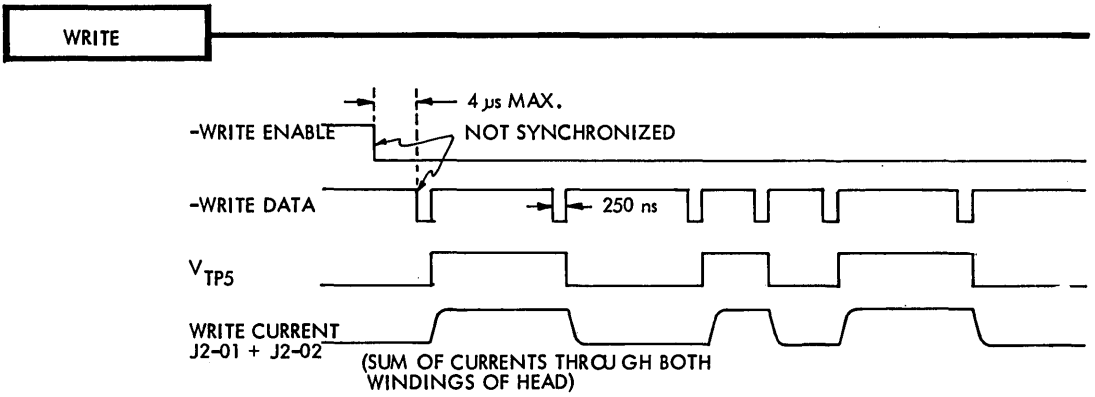 WRITE
4 µs MAX.
-WRITE ENABLE
NOT SYNCHRONIZED
-WRITE DATA
250 ns
VTP5
WRITE CURRENT
J2-01 + J2-02
(SUM OF CURRENTS THROUGH BOTH
WINDINGS OF HEAD)